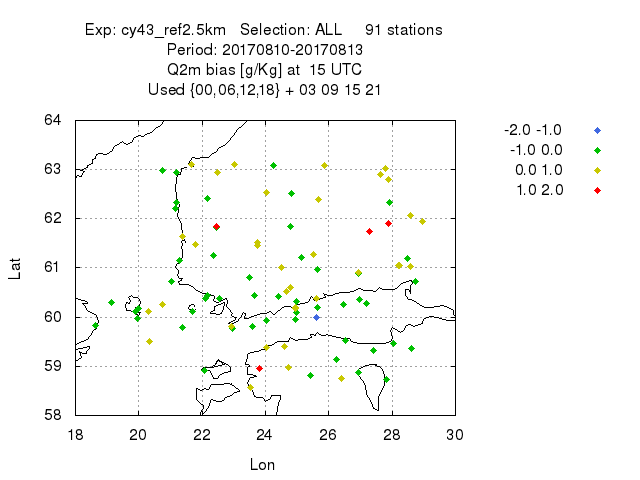 Exp: cy43_ref2.5km Selection: ALL 91 stations
Period: 20170810-20170813
Q2m bias [g/Kg] at 15 UTC
Used {00,06,12,18} + 03 09 15 21
64
63
62
61
60
59
58
18 20 22 24 26 28 30
Lat
Lon
-2.0 -1.0
-1.0 0.0
0.0 1.0
1.0 2.0